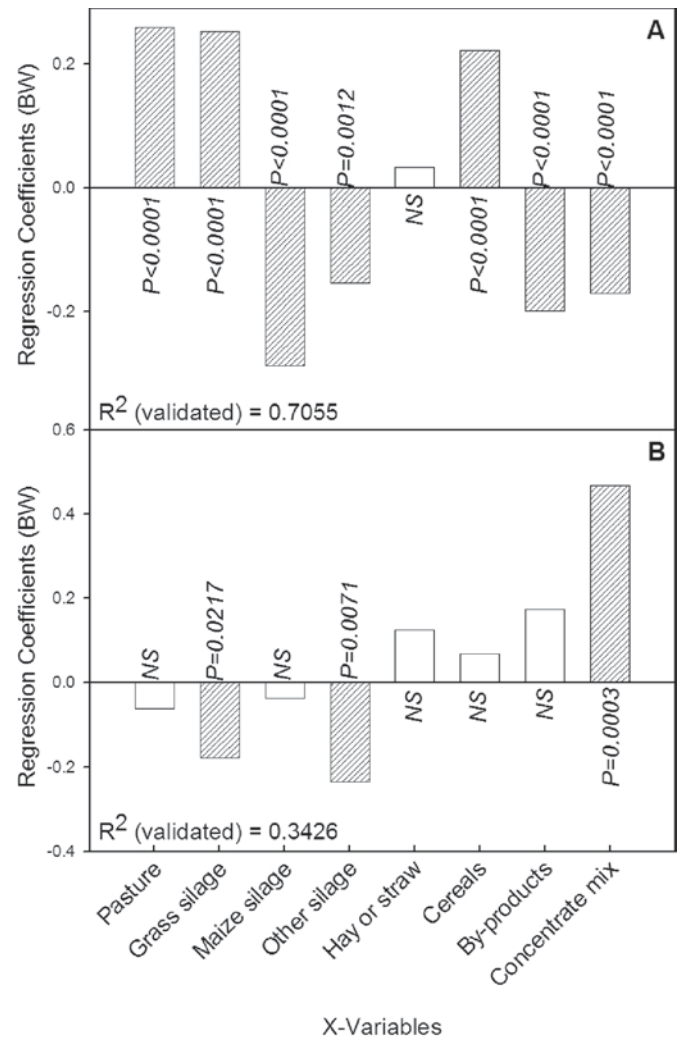 A
Regression Coefficients (BW)
0.2
0.0
-0.2
P<0.0001
P<0.0001
P<0.0001
P=0.0012
NS
P<0.0001
P<0.0001
P<0.0001
R2 (validated) = 0.7055
B
Regression Coefficients (BW)
0.6
0.4
0.2
0.0
-0.2
-0.4
NS
P=0.0217
NS
P=0.0071
NS
NS
NS
P=0.0003
R2 (validated) = 0.3426
Pasture
Grass silage
Maize silage
Other silage
Hay or straw
Cereals
By-products
Concentrate mix
X-Variables